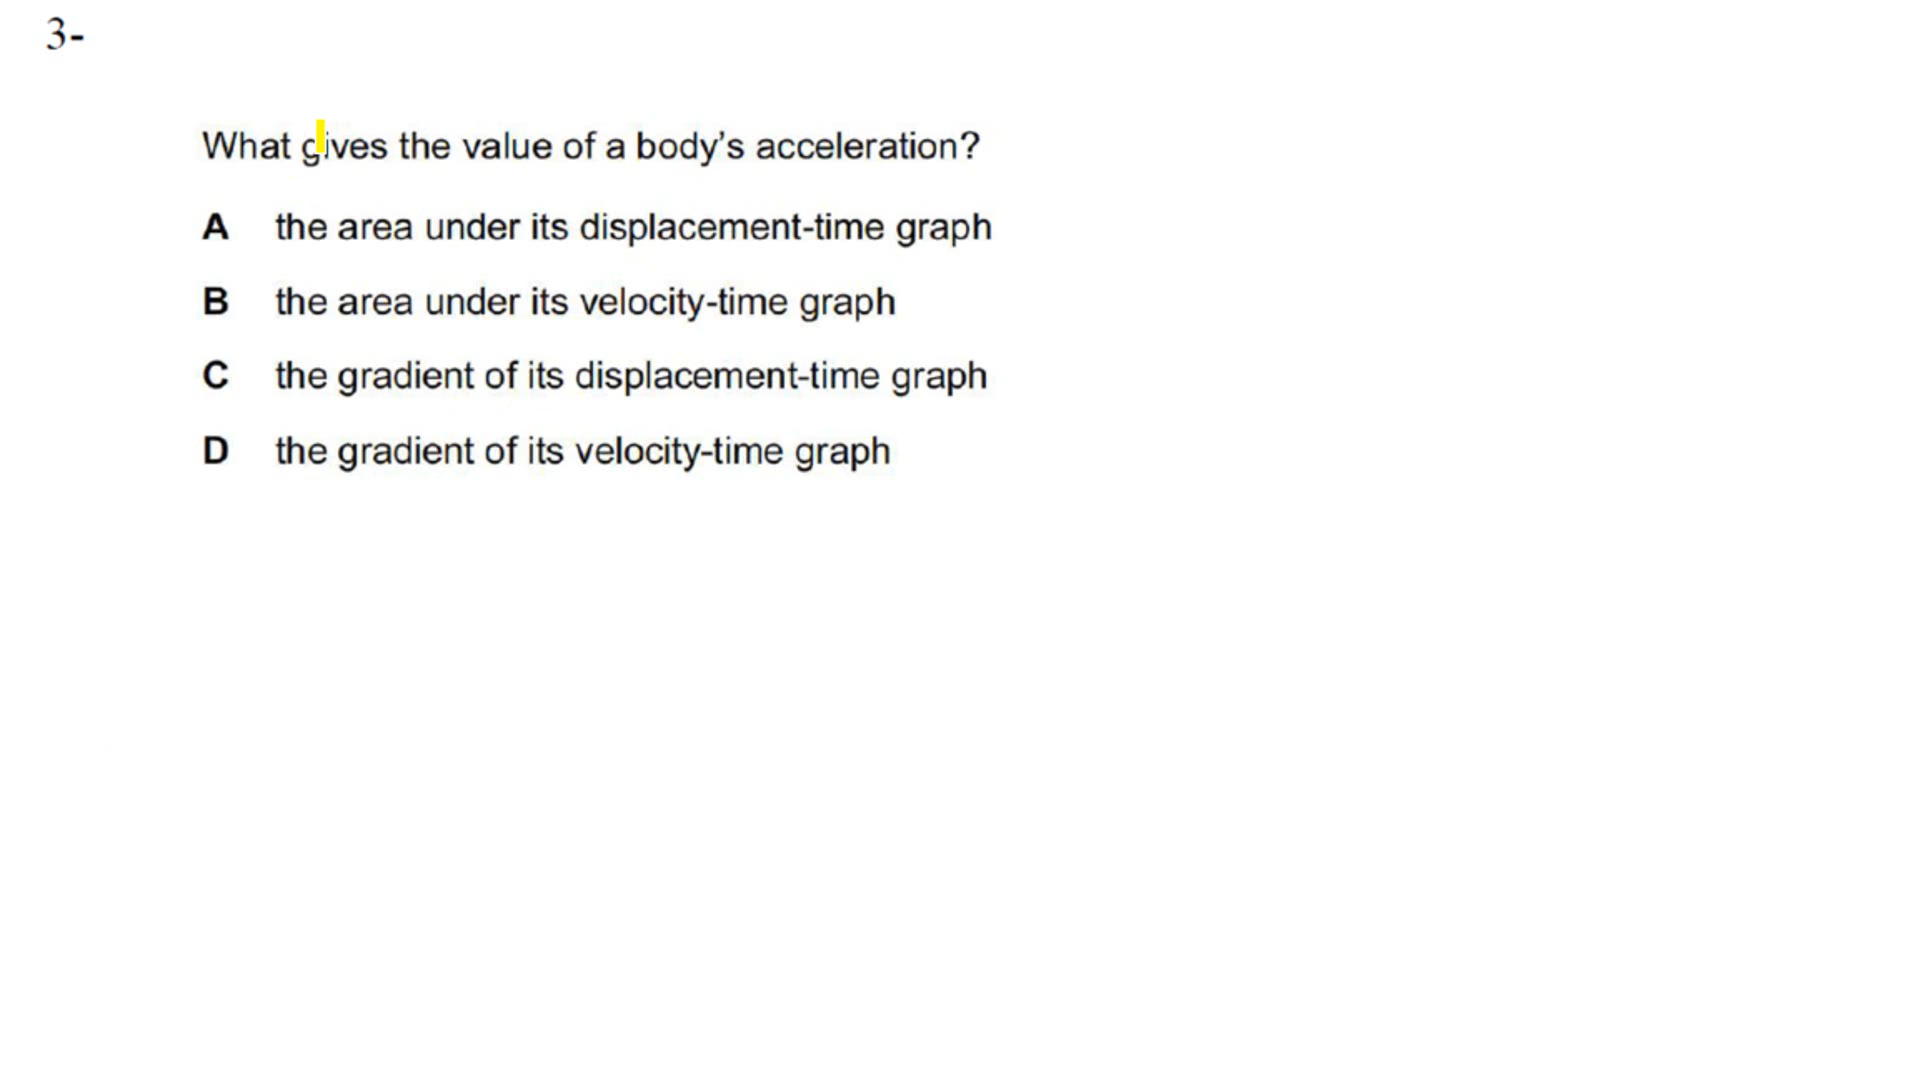 3-
What gives the value of a body’s acceleration?
A the area under its displacement-time graph
B the area under its velocity-time graph
C the gradient of its displacement-time graph
D the gradient of its velocity-time graph